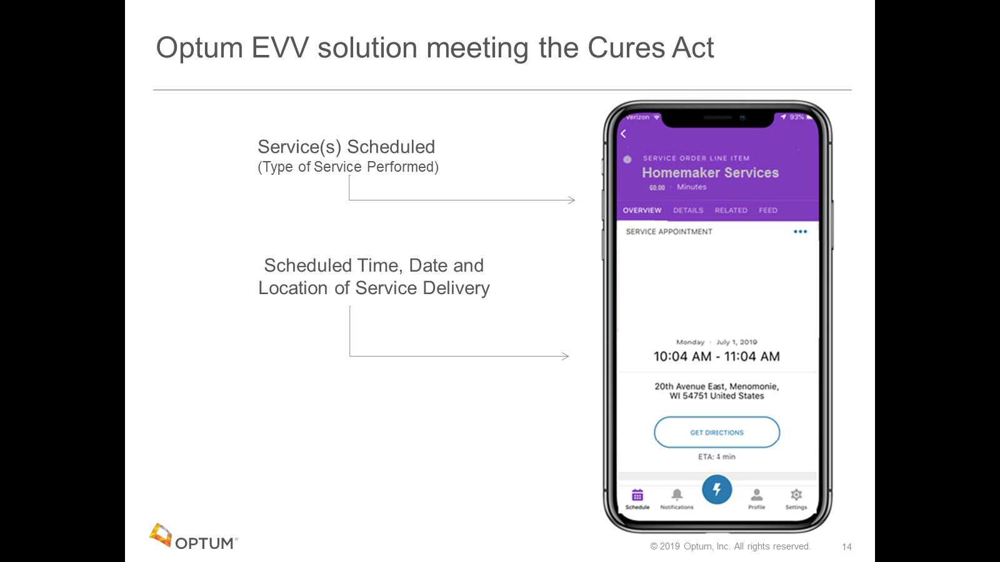 Optum EVV solution meeting the Cures Act
Service(s) Scheduled
(Type of Service Performed)
Scheduled Time, Date and
Location of Service Delivery
Verizon 93%
SERVICE ORDER LINE ITEM
Homemaker Services
60.00 · Minutes
OVERVIEW DETAILS RELATED FEED
SERVICE APPOINTMENT
Monday · July 1, 2019
10:04 AM - 11:04 AM
20th Avenue East, Menomonie,
WI 54751 United States
GET DIRECTIONS
ETA: 4 min
Schedule Notifications Profile Settings
OPTUM®
© 2019 Optum, Inc. All rights reserved. 14